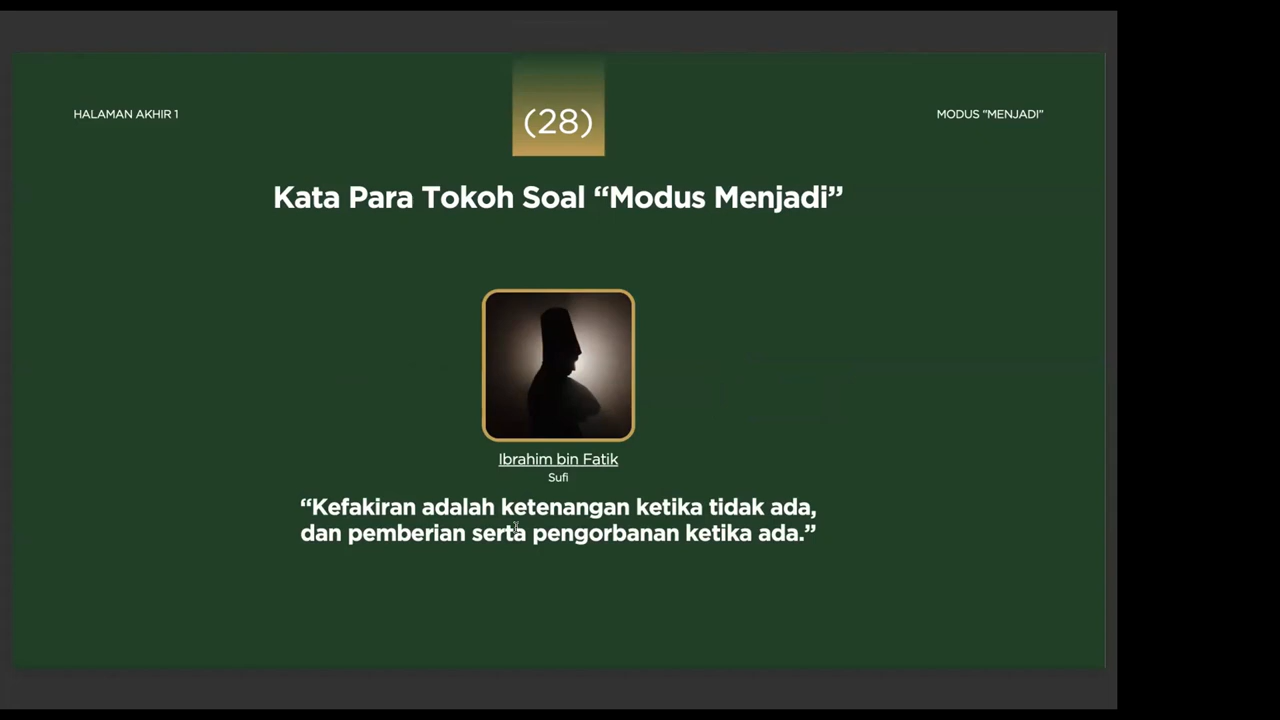 HALAMAN AKHIR 1
(28)
MODUS “MENJADI”
Kata Para Tokoh Soal “Modus Menjadi”
Ibrahim bin Fatik
Sufi
“Kefakiran adalah ketenangan ketika tidak ada,
dan pemberian serta pengorbanan ketika ada.”